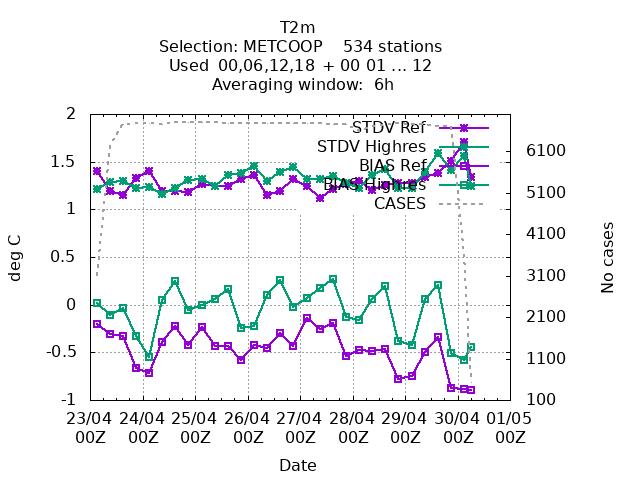 T2m
Selection: METCOOP    534 stations
Used  00,06,12,18 + 00 01 ... 12
Averaging window:  6h
STDV Ref
STDV Highres
BIAS Ref
BIAS Highres
CASES
2
1.5
1
0.5
0
-0.5
-1
deg C
6100
5100
4100
3100
2100
1100
100
No cases
23/04 24/04 25/04 26/04 27/04 28/04 29/04 30/04 01/05
00Z 00Z 00Z 00Z 00Z 00Z 00Z 00Z 00Z
Date